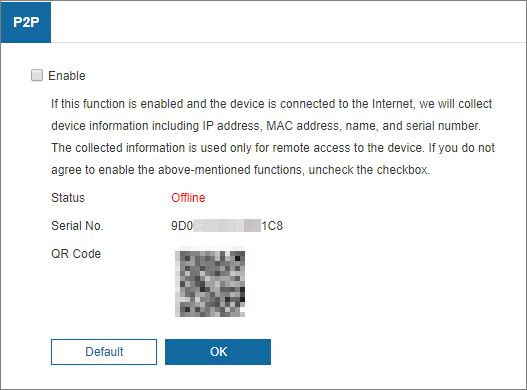 P2P
Enable
If this function is enabled and the device is connected to the Internet, we will collect
device information including IP address, MAC address, name, and serial number.
The collected information is used only for remote access to the device. If you do not
agree to enable the above-mentioned functions, uncheck the checkbox.
Status Offline
Serial No. 9D0 1C8
QR Code
Default OK